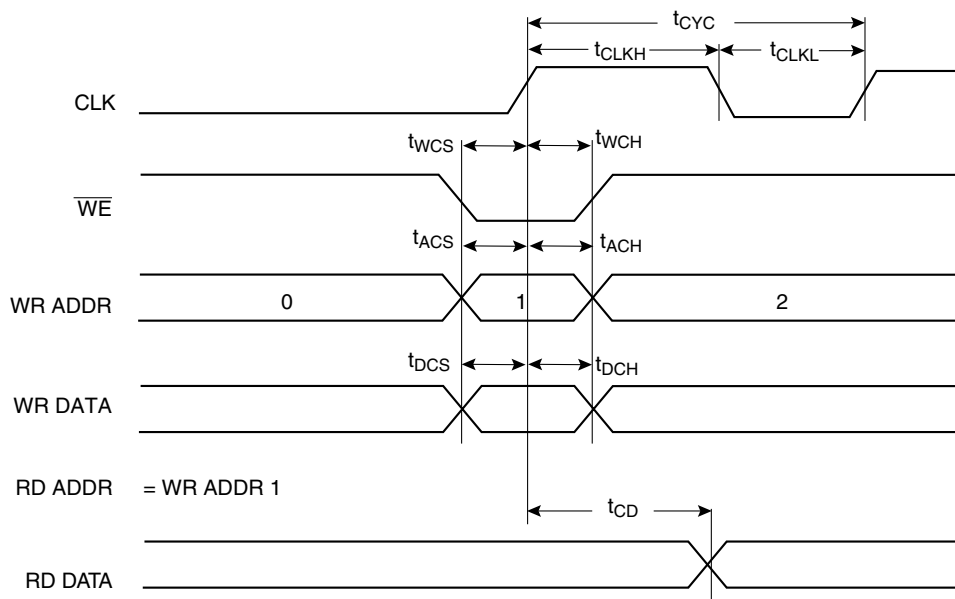 tCYC
tCLKH tCLKL
CLK
tWCS tWCH
WE
tACS tACH
WR ADDR 0 1 2
tDCS tDCH
WR DATA
RD ADDR = WR ADDR 1
tCD
RD DATA